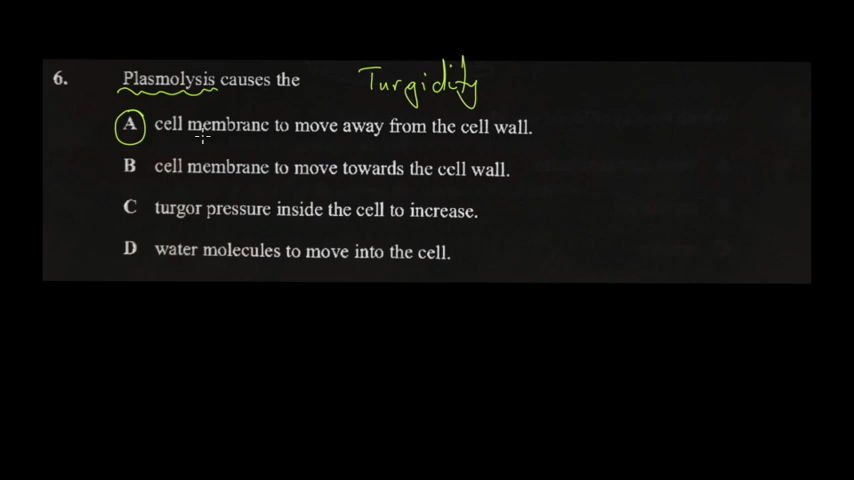 6. Plasmolysis causes the Turgidity
A cell membrane to move away from the cell wall.
B cell membrane to move towards the cell wall.
C turgor pressure inside the cell to increase.
D water molecules to move into the cell.